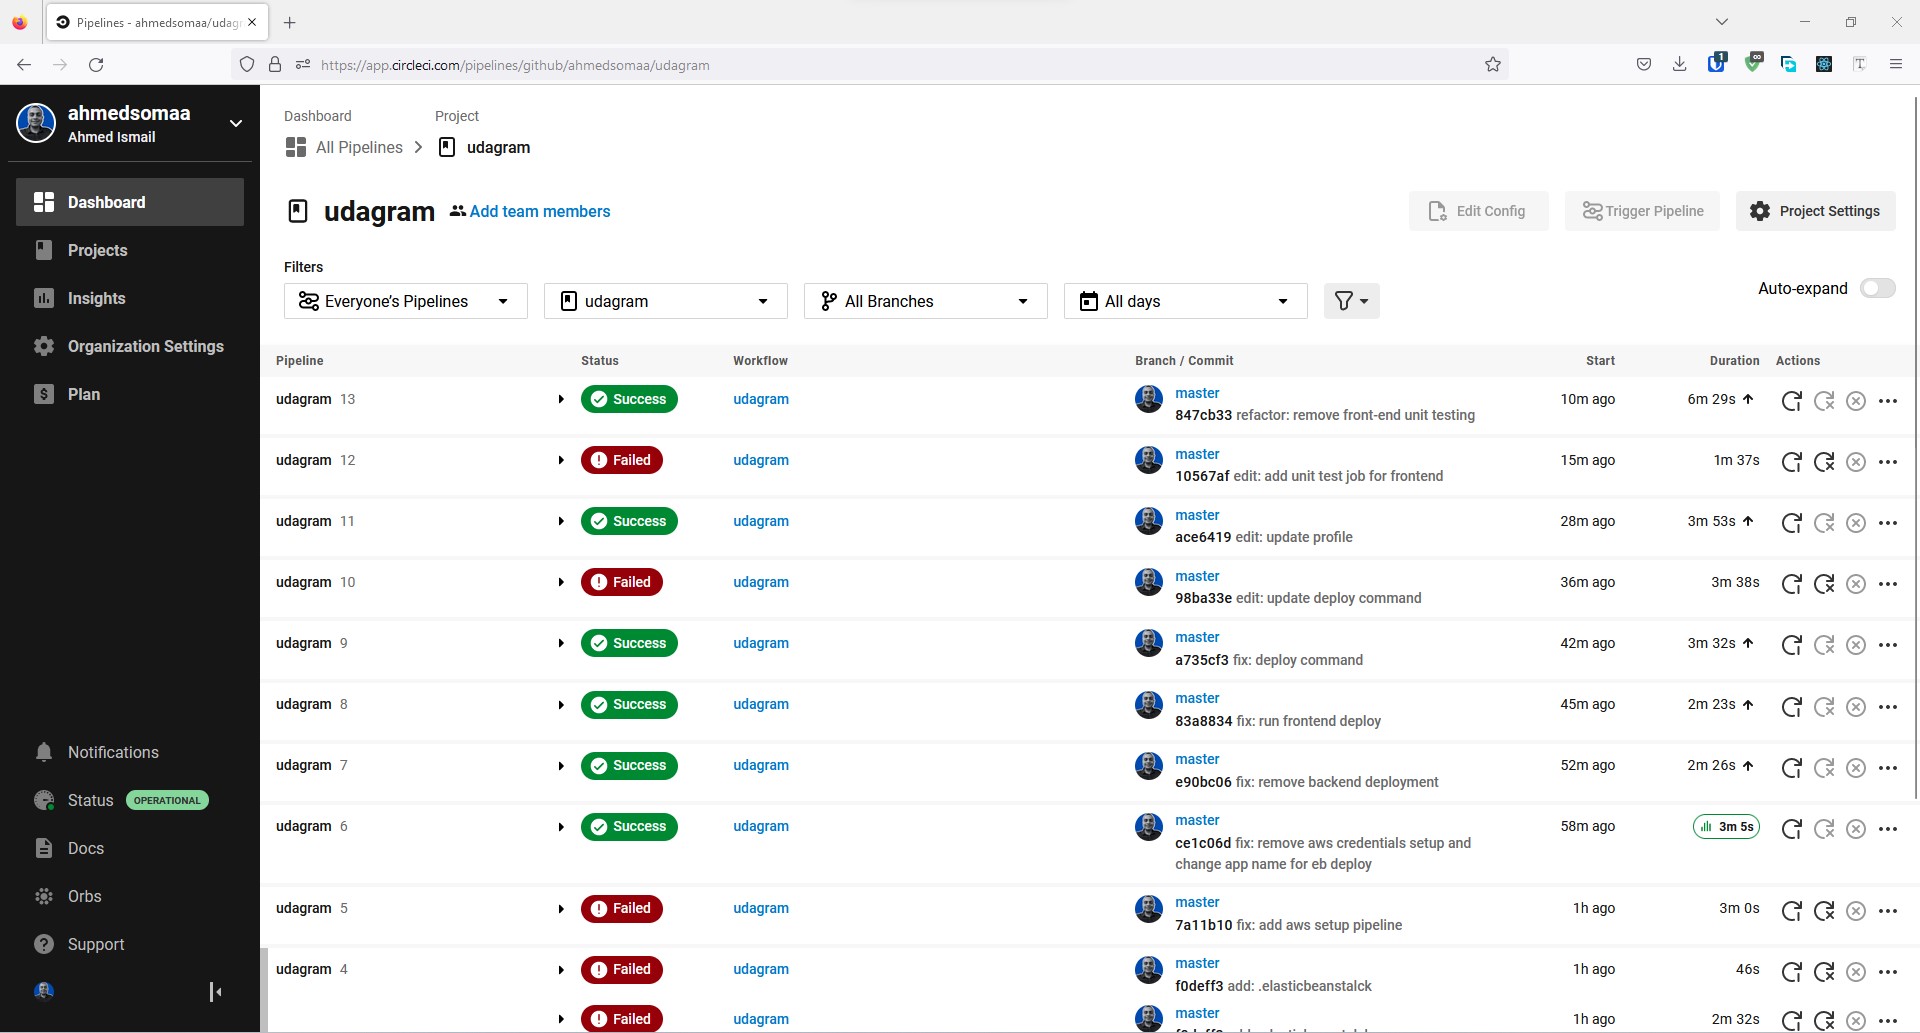 Pipelines - ahmedsomaa/udag
https://app.circleci.com/pipelines/github/ahmedsomaa/udagram
1
∞
T
ahmedsomaa
Ahmed Ismail
Dashboard
Projects
Insights
Organization Settings
Plan
Notifications
Status OPERATIONAL
Docs
Orbs
Support
Dashboard Project
All Pipelines udagram
udagram Add team members
Edit Config Trigger Pipeline Project Settings
Filters
Everyone's Pipelines udagram All Branches All days
Auto-expand
Pipeline Status Workflow Branch / Commit Start Duration Actions
udagram 13 Success udagram master 10m ago 6m 29s
847cb33 refactor: remove front-end unit testing
udagram 12 Failed udagram master 15m ago 1m 37s
10567af edit: add unit test job for frontend
udagram 11 Success udagram master 28m ago 3m 53s
ace6419 edit: update profile
udagram 10 Failed udagram master 36m ago 3m 38s
98ba33e edit: update deploy command
udagram 9 Success udagram master 42m ago 3m 32s
a735cf3 fix: deploy command
udagram 8 Success udagram master 45m ago 2m 23s
83a8834 fix: run frontend deploy
udagram 7 Success udagram master 52m ago 2m 26s
e90bc06 fix: remove backend deployment
udagram 6 Success udagram master 58m ago 3m 5s
ce1c06d fix: remove aws credentials setup and
change app name for eb deploy
udagram 5 Failed udagram master 1h ago 3m 0s
7a11b10 fix: add aws setup pipeline
udagram 4 Failed udagram master 1h ago 46s
f0deff3 add: .elasticbeanstalck
Failed udagram master 1h ago 2m 32s